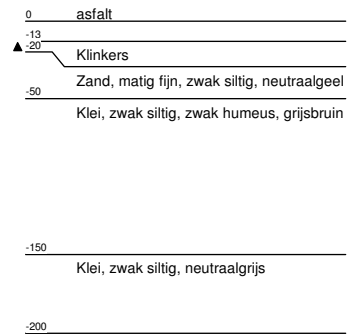 0 asfalt
-13
-20 Klinkers
Zand, matig fijn, zwak siltig, neutraalgeel
-50
Klei, zwak siltig, zwak humeus, grijsbruin
-150
Klei, zwak siltig, neutraalgrijs
-200